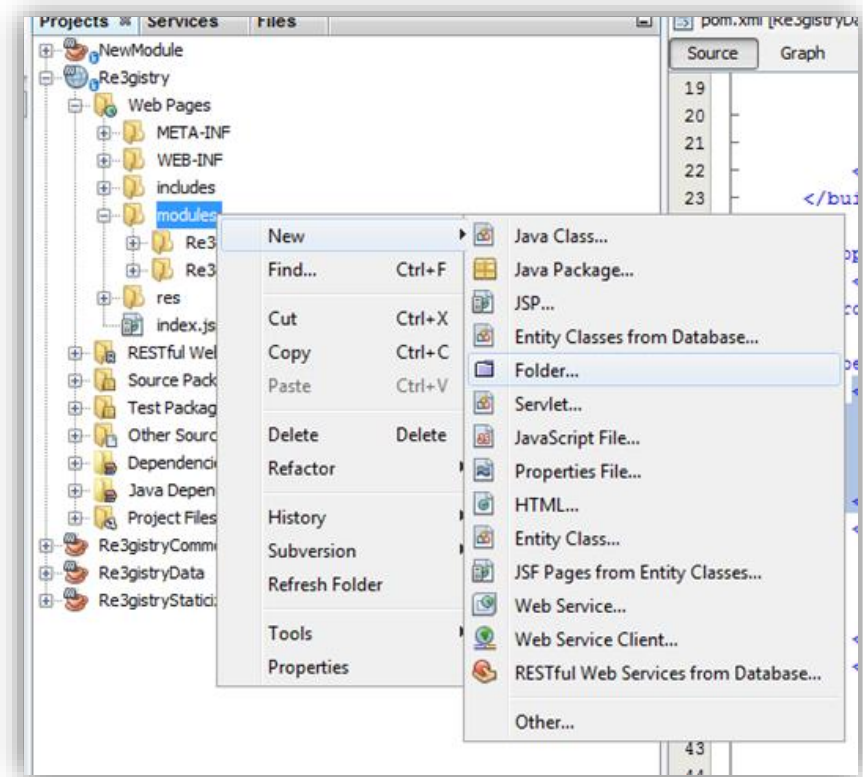 Projects Services Files
NewModule
Re3gistry
Web Pages
META-INF
WEB-INF
includes
modules
Re3
Re3
res
index.js
RESTful Wel
Source Pack
Test Packag
Other Sourc
Dependenci
Java Depen
Project Files
Re3gistryComm
Re3gistryData
Re3gistryStatici
New
Find... Ctrl+F
Cut Ctrl+X
Copy Ctrl+C
Paste Ctrl+V
Delete Delete
Refactor
History
Subversion
Refresh Folder
Tools
Properties
Java Class...
Java Package...
JSP...
Entity Classes from Database...
Folder...
Servlet...
JavaScript File...
Properties File...
HTML...
Entity Class...
JSF Pages from Entity Classes...
Web Service...
Web Service Client...
RESTful Web Services from Database...
Other...
pom.xml [Re3gistryDa
Source Graph
19
20
21
22 <
23 </bui
43
44